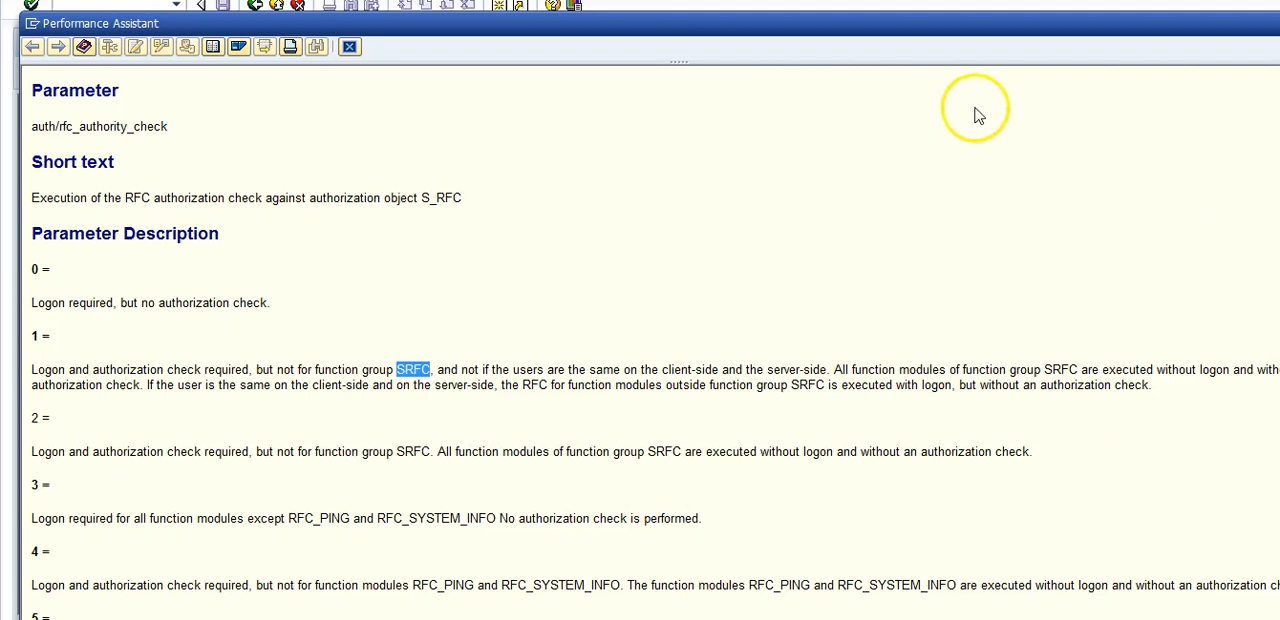 Performance Assistant
Parameter
auth/rfc_authority_check
Short text
Execution of the RFC authorization check against authorization object S_RFC
Parameter Description
0 =
Logon required, but no authorization check.
1 =
Logon and authorization check required, but not for function group SRFC, and not if the users are the same on the client-side and the server-side. All function modules of function group SRFC are executed without logon and with
authorization check. If the user is the same on the client-side and on the server-side, the RFC for function modules outside function group SRFC is executed with logon, but without an authorization check.
2 =
Logon and authorization check required, but not for function group SRFC. All function modules of function group SRFC are executed without logon and without an authorization check.
3 =
Logon required for all function modules except RFC_PING and RFC_SYSTEM_INFO No authorization check is performed.
4 =
Logon and authorization check required, but not for function modules RFC_PING and RFC_SYSTEM_INFO. The function modules RFC_PING and RFC_SYSTEM_INFO are executed without logon and without an authorization c
5 =